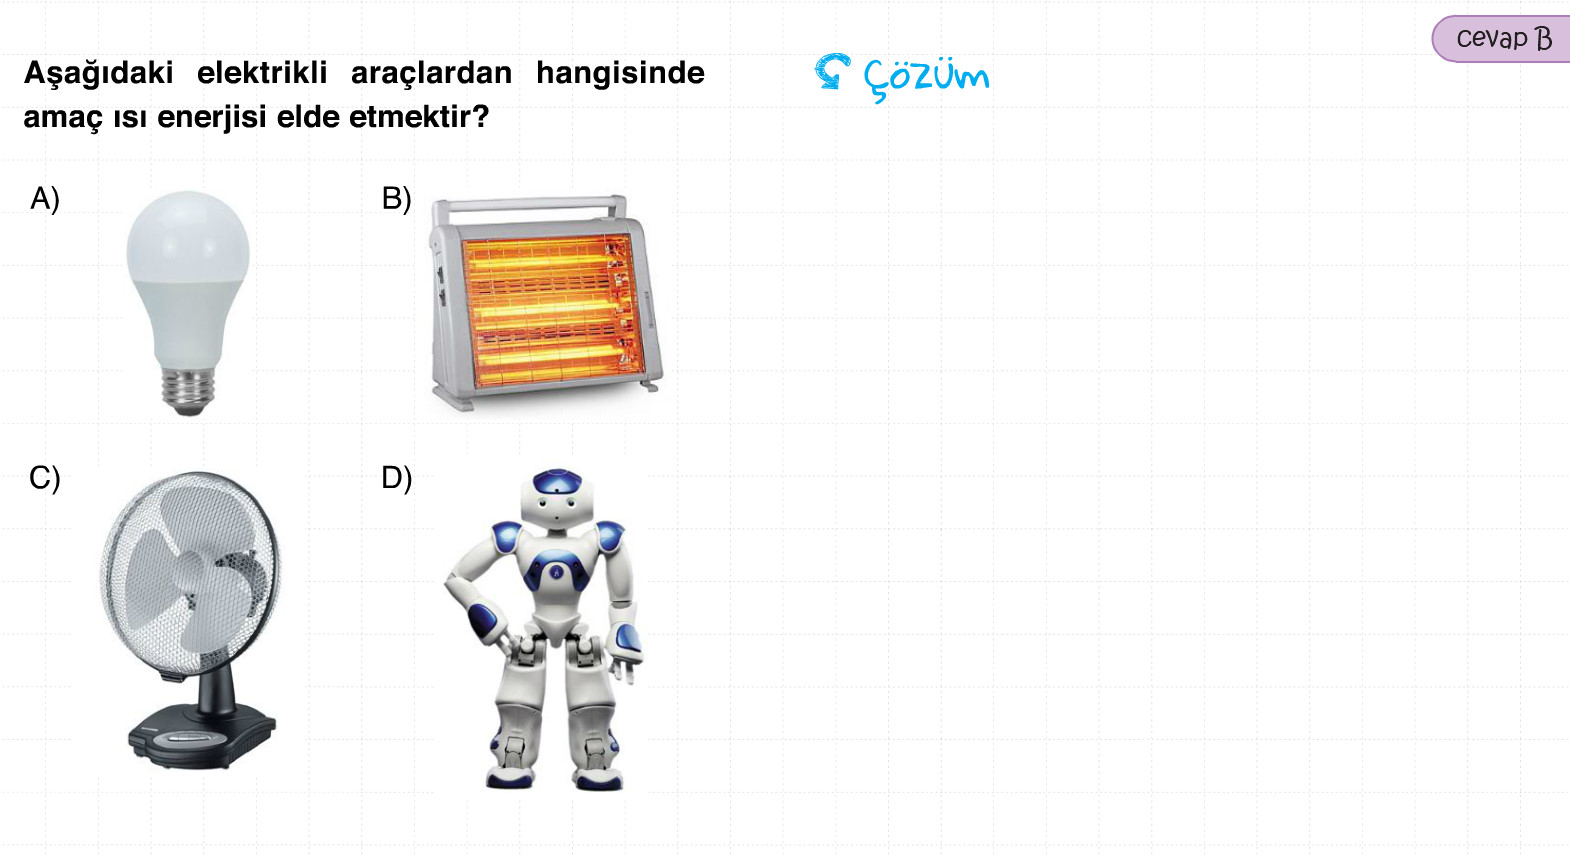 Cevap B
Aşağıdaki elektrikli araçlardan hangisinde
amaç ısı enerjisi elde etmektir?
Çözüm
A)
B)
C)
D)